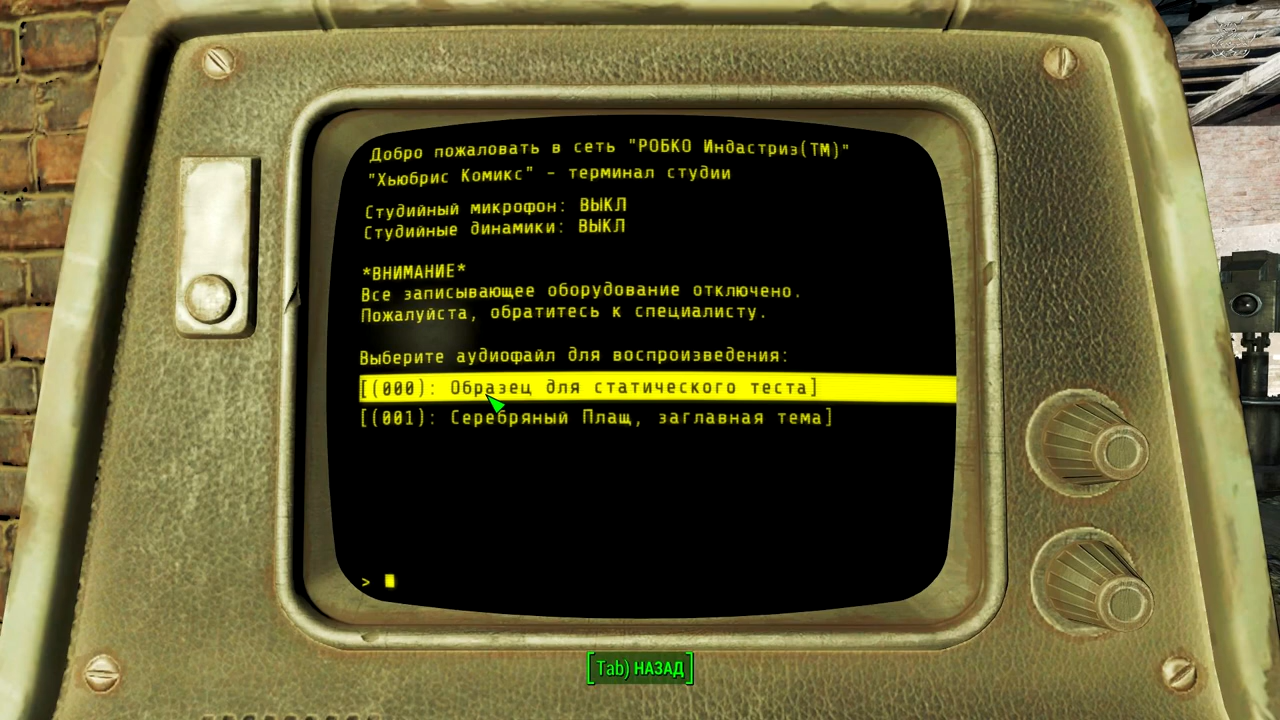 Добро пожаловать в сеть "РОБКО Индастриз(ТМ)"
"Хьюбрис Комикс" - терминал студии
Студийный микрофон: ВЫКЛ
Студийные динамики: ВЫКЛ
*ВНИМАНИЕ*
Все записывающее оборудование отключено.
Пожалуйста, обратитесь к специалисту.
Выберите аудиофайл для воспроизведения:
[(000): Образец для статического теста]
[(001): Серебряный Плащ, заглавная тема]
>
[Tab) НАЗАД]